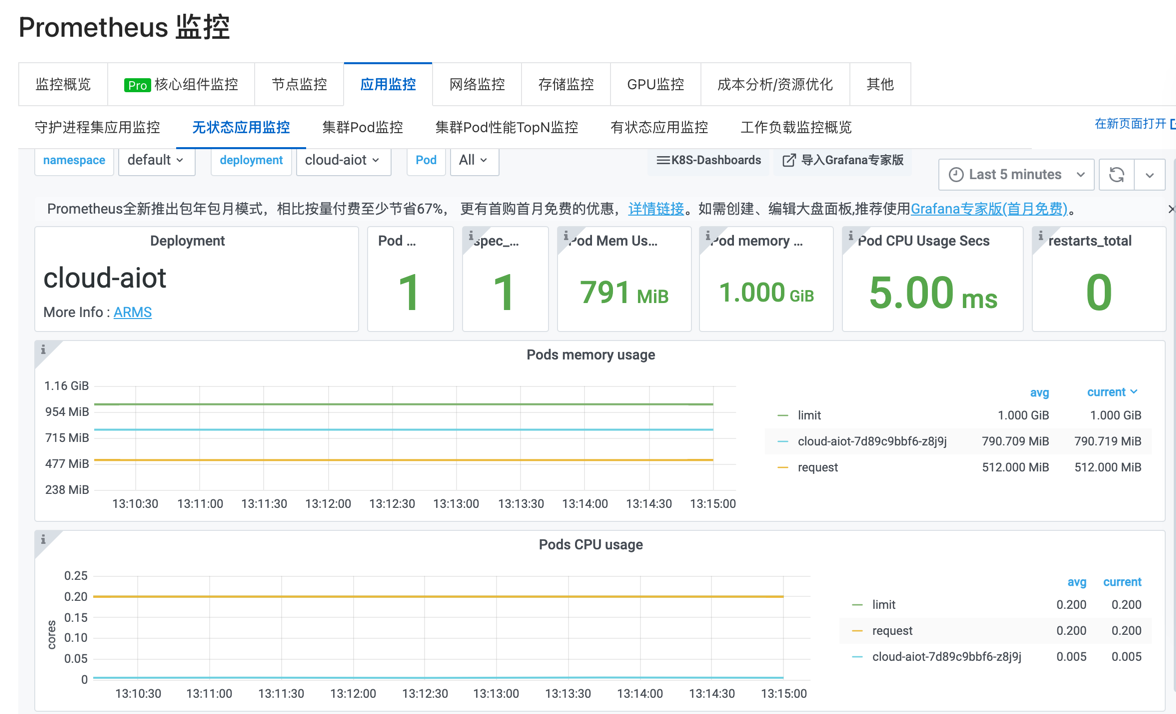 Prometheus 监控
监控概览 Pro 核心组件监控 节点监控 应用监控 网络监控 存储监控 GPU监控 成本分析/资源优化 其他
守护进程集应用监控 无状态应用监控 集群Pod监控 集群Pod性能TopN监控 有状态应用监控 工作负载监控概览 在新页面打开
namespace default deployment cloud-aiot Pod All K8S-Dashboards 导入Grafana专家版 Last 5 minutes
Prometheus全新推出包年包月模式，相比按量付费至少节省67%， 更有首购首月免费的优惠，详情链接。如需创建、编辑大盘面板,推荐使用Grafana专家版(首月免费)。
Deployment
cloud-aiot
More Info : ARMS
Pod ...
1
spec_...
1
Pod Mem Us...
791 MiB
Pod memory ...
1.000 GiB
Pod CPU Usage Secs
5.00 ms
restarts_total
0
Pods memory usage
1.16 GiB
954 MiB
715 MiB
477 MiB
238 MiB
13:10:30 13:11:00 13:11:30 13:12:00 13:12:30 13:13:00 13:13:30 13:14:00 13:14:30 13:15:00
avg current
limit 1.000 GiB 1.000 GiB
cloud-aiot-7d89c9bbf6-z8j9j 790.709 MiB 790.719 MiB
request 512.000 MiB 512.000 MiB
Pods CPU usage
cores
0.25
0.20
0.15
0.10
0.05
0
13:10:30 13:11:00 13:11:30 13:12:00 13:12:30 13:13:00 13:13:30 13:14:00 13:14:30 13:15:00
avg current
limit 0.200 0.200
request 0.200 0.200
cloud-aiot-7d89c9bbf6-z8j9j 0.005 0.005